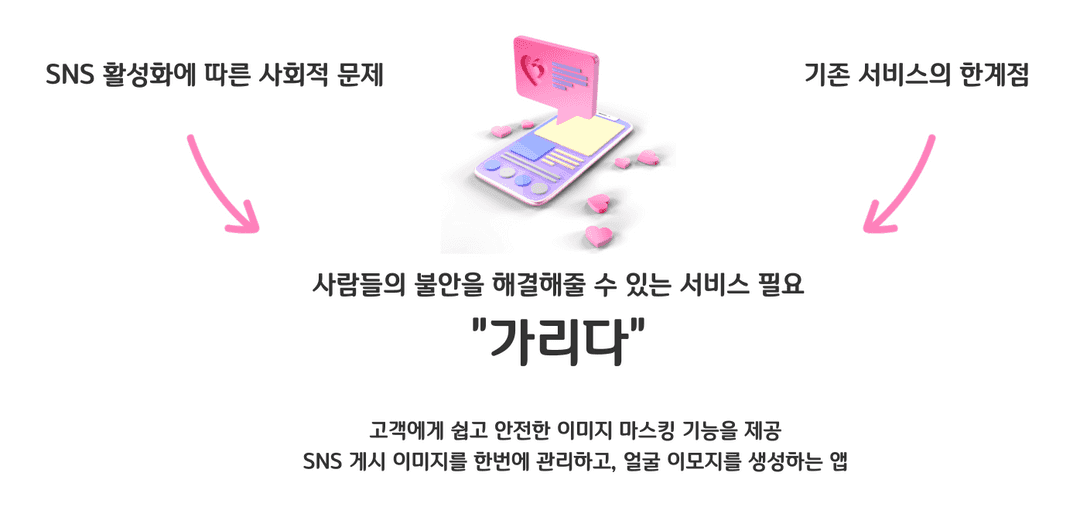 SNS 활성화에 따른 사회적 문제
기존 서비스의 한계점
사람들의 불안을 해결해줄 수 있는 서비스 필요
"가리다"
고객에게 쉽고 안전한 이미지 마스킹 기능을 제공
SNS 게시 이미지를 한번에 관리하고, 얼굴 이모지를 생성하는 앱